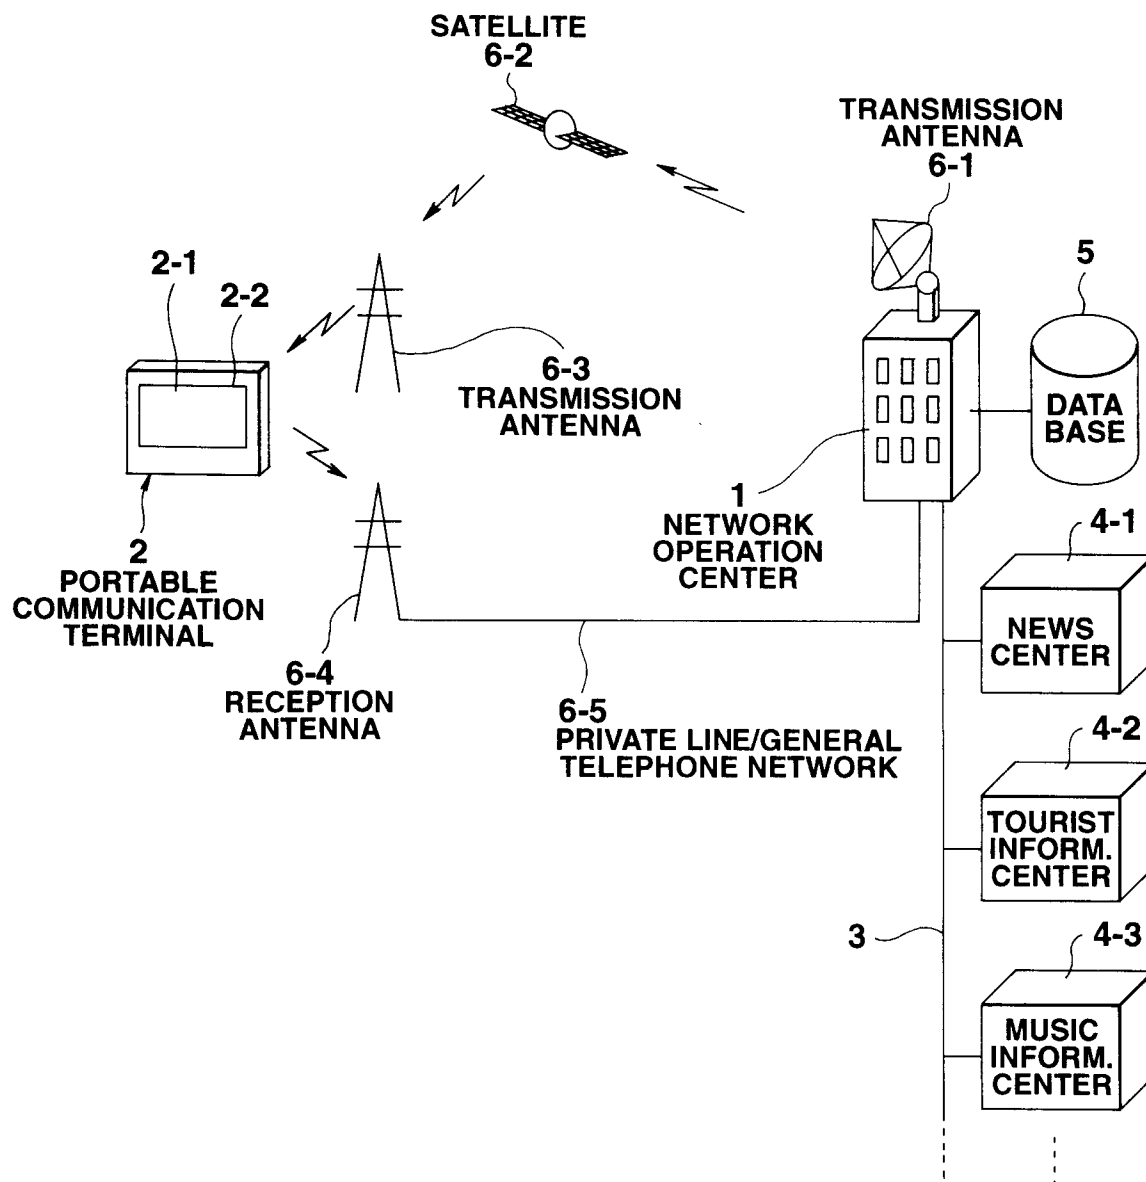 SATELLITE
6-2
TRANSMISSION
ANTENNA
6-1
2-1
2-2
5
6-3
TRANSMISSION
ANTENNA
DATA
BASE
1
NETWORK
OPERATION
CENTER
4-1
2
PORTABLE
COMMUNICATION
TERMINAL
NEWS
CENTER
6-4
RECEPTION
ANTENNA
6-5
PRIVATE LINE/GENERAL
TELEPHONE NETWORK
4-2
TOURIST
INFORM.
CENTER
3
4-3
MUSIC
INFORM.
CENTER